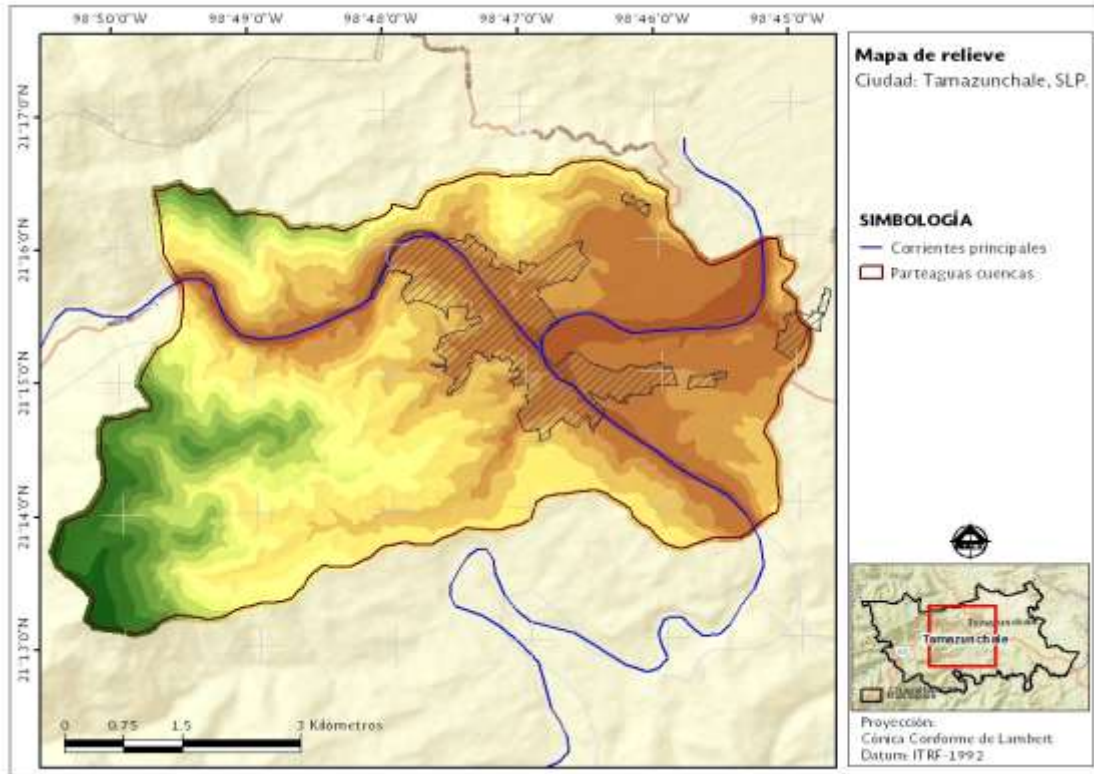 98°50'0"W 98°49'0"W 98°48'0"W 98°47'0"W 98°46'0"W 98°45'0"W
21°17'0"N
21°16'0"N
21°15'0"N
21°14'0"N
21°13'0"N
0 0.75 1.5 3 Kilómetros
Mapa de relieve
Ciudad: Tamazunchale, SLP.
SIMBOLOGÍA
Corrientes principales
Parteaguas cuencas
Tamazunchale
Tamazunchale
Proyección:
Cónica Conforme de Lambert
Datum: ITRF-1992